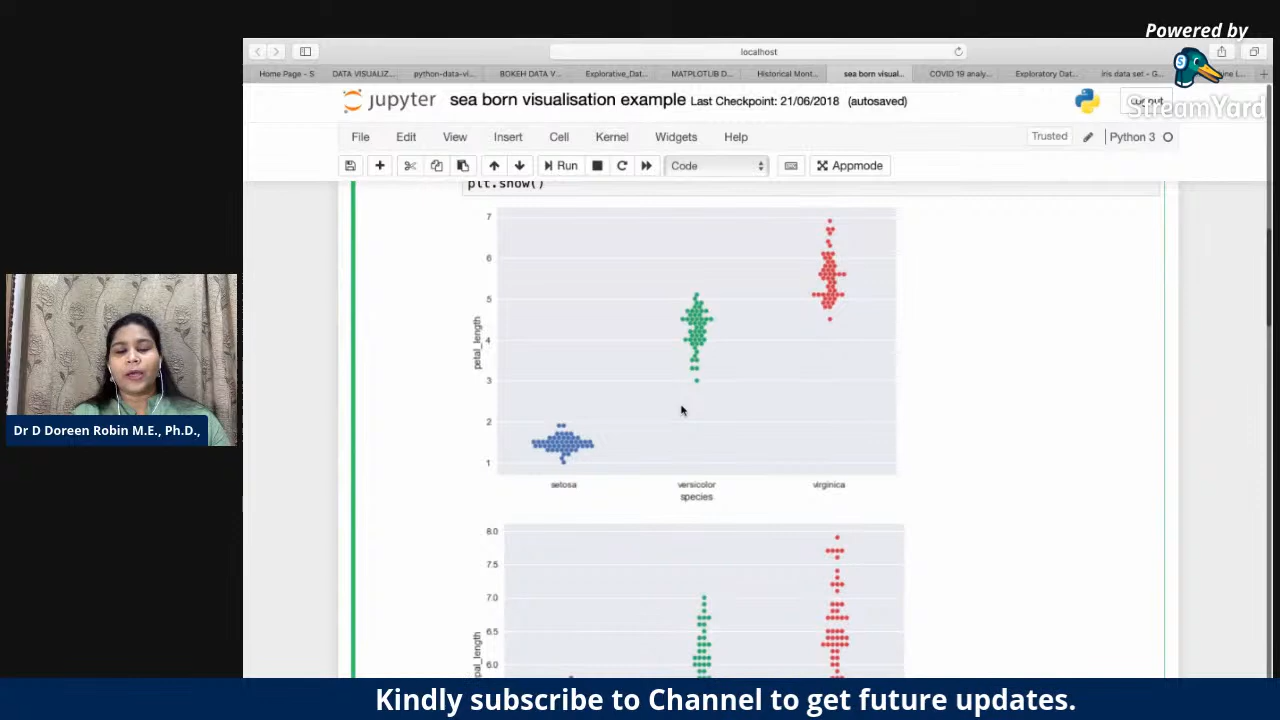 Powered by
StreamYard
localhost
Home Page - S
DATA VISUALIZ...
python-data-vi...
BOKEH DATA V...
Explorative_Dat...
MATPLOTLIB D...
Historical Mont...
sea born visual...
COVID 19 analy...
Exploratory Dat...
iris data set - G...
jupyter sea born visualisation example Last Checkpoint: 21/06/2018 (autosaved)
File Edit View Insert Cell Kernel Widgets Help
Trusted Python 3
Run Code Appmode
plt.show()
7
6
5
4
3
2
1
petal_length
setosa versicolor virginica
species
8.0
7.5
7.0
6.5
6.0
Dr D Doreen Robin M.E., Ph.D.,
Kindly subscribe to Channel to get future updates.